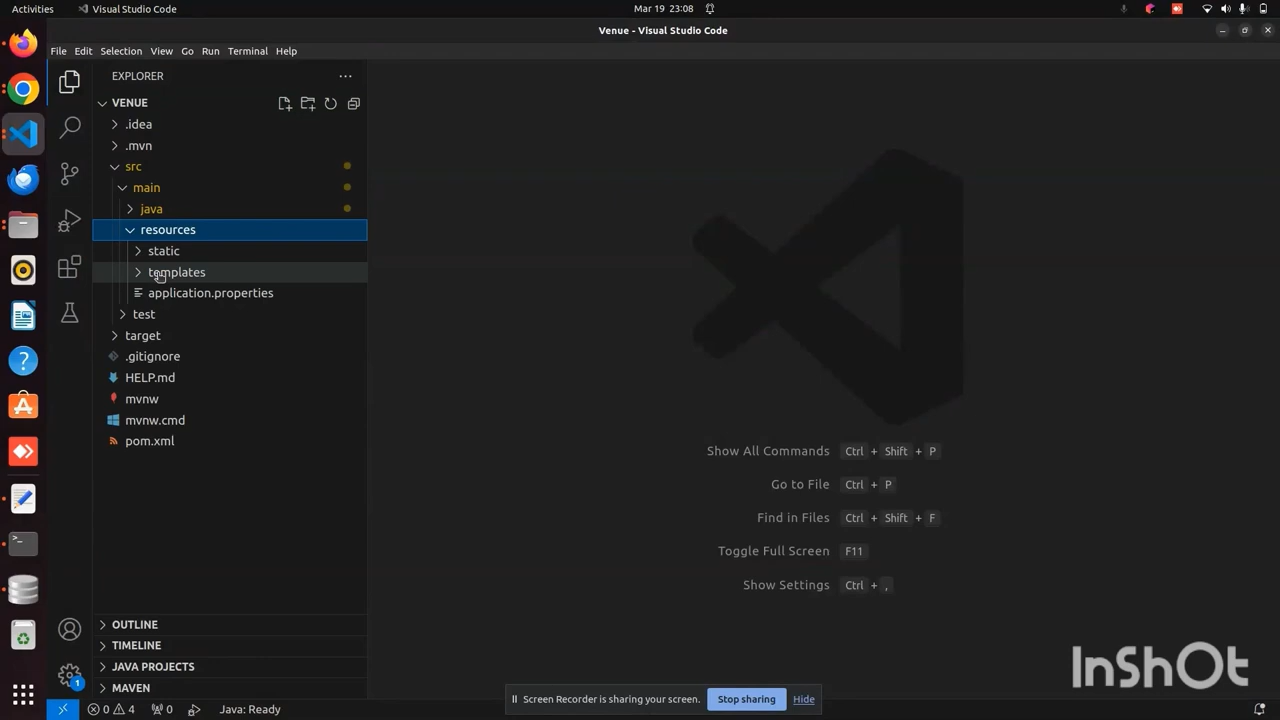 Activities Visual Studio Code Mar 19 23:08
Venue - Visual Studio Code
File Edit Selection View Go Run Terminal Help
EXPLORER
VENUE
.idea
.mvn
src
main
java
resources
static
templates
application.properties
test
target
.gitignore
HELP.md
mvnw
mvnw.cmd
pom.xml
Show All Commands Ctrl + Shift + P
Go to File Ctrl + P
Find in Files Ctrl + Shift + F
Toggle Full Screen F11
Show Settings Ctrl + ,
OUTLINE
TIMELINE
JAVA PROJECTS
MAVEN
1
InShOt
Screen Recorder is sharing your screen. Stop sharing Hide
0 4 0 Java: Ready